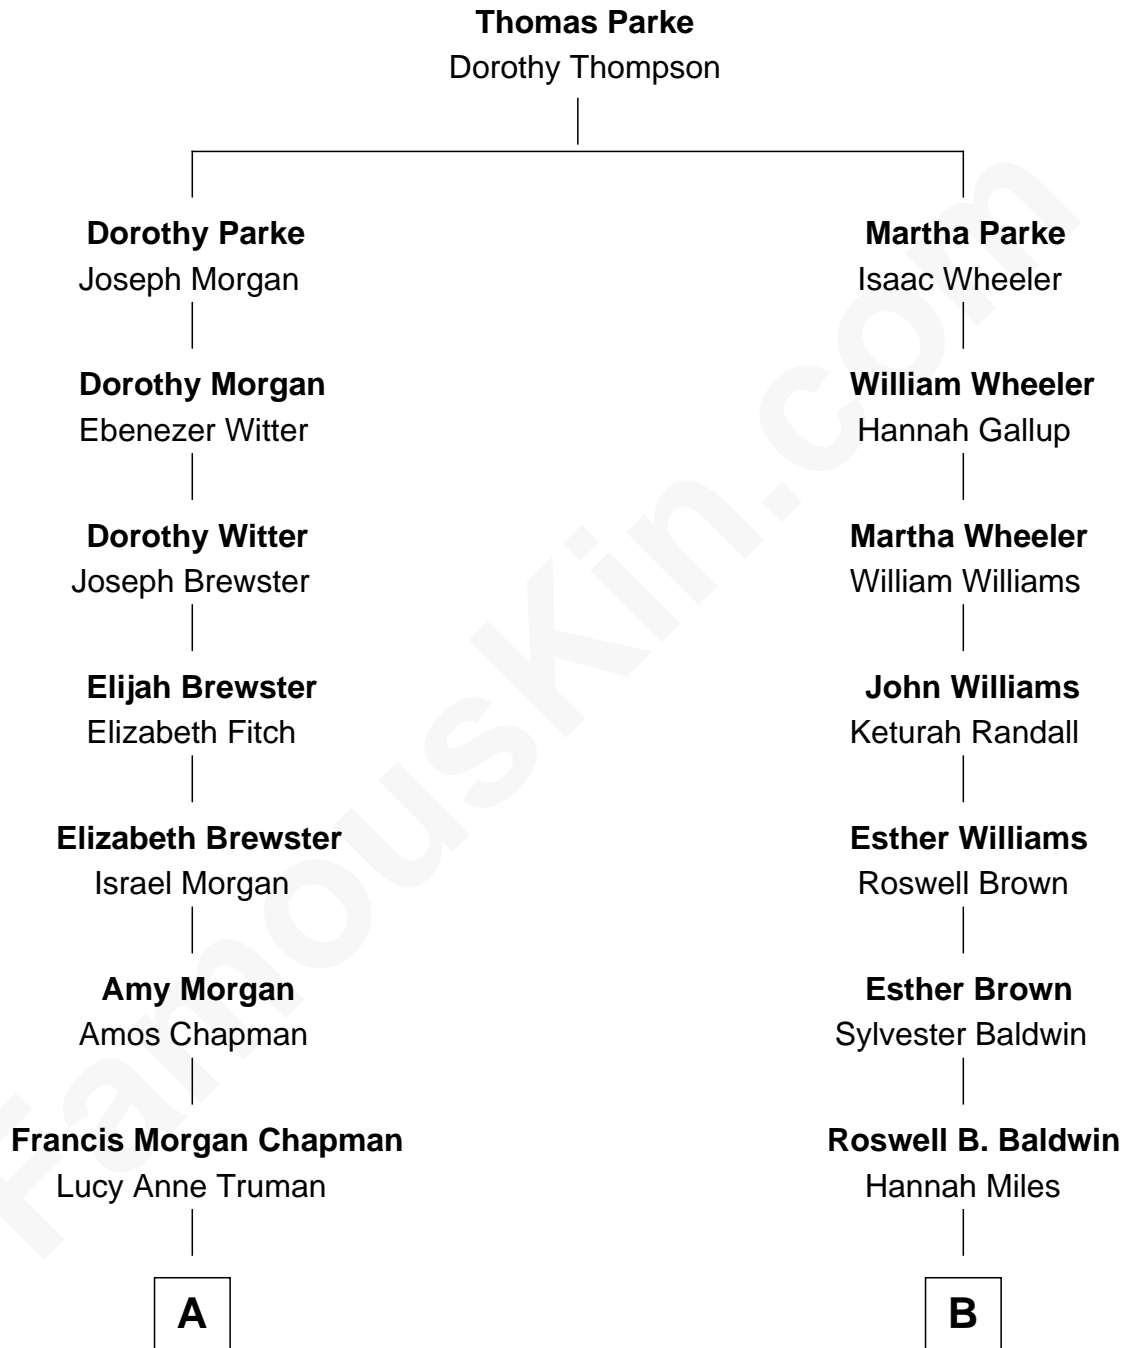 Thomas Parke
Dorothy Thompson
Dorothy Parke
Joseph Morgan
Martha Parke
Isaac Wheeler
Dorothy Morgan
Ebenezer Witter
William Wheeler
Hannah Gallup
Dorothy Witter
Joseph Brewster
Martha Wheeler
William Williams
Elijah Brewster
Elizabeth Fitch
John Williams
Keturah Randall
Elizabeth Brewster
Israel Morgan
Esther Williams
Roswell Brown
Amy Morgan
Amos Chapman
Esther Brown
Sylvester Baldwin
Francis Morgan Chapman
Lucy Anne Truman
Roswell B. Baldwin
Hannah Miles
A
B
FamousKin.com